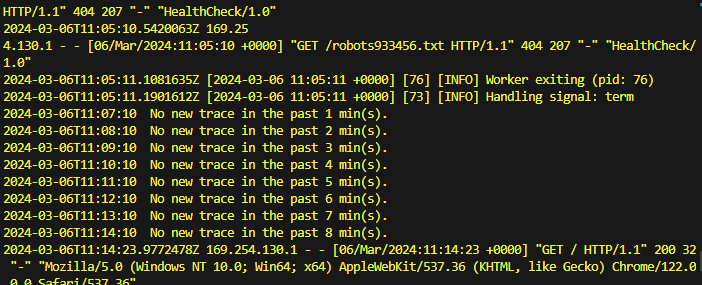 HTTP/1.1" 404 207 "-" "HealthCheck/1.0"
2024-03-06T11:05:10.5420063Z 169.25
4.130.1 - - [06/Mar/2024:11:05:10 +0000] "GET /robots933456.txt HTTP/1.1" 404 207 "-" "HealthCheck/
1.0"
2024-03-06T11:05:11.1081635Z [2024-03-06 11:05:11 +0000] [76] [INFO] Worker exiting (pid: 76)
2024-03-06T11:05:11.1901612Z [2024-03-06 11:05:11 +0000] [73] [INFO] Handling signal: term
2024-03-06T11:07:10  No new trace in the past 1 min(s).
2024-03-06T11:08:10  No new trace in the past 2 min(s).
2024-03-06T11:09:10  No new trace in the past 3 min(s).
2024-03-06T11:10:10  No new trace in the past 4 min(s).
2024-03-06T11:11:10  No new trace in the past 5 min(s).
2024-03-06T11:12:10  No new trace in the past 6 min(s).
2024-03-06T11:13:10  No new trace in the past 7 min(s).
2024-03-06T11:14:10  No new trace in the past 8 min(s).
2024-03-06T11:14:23.9772478Z 169.254.130.1 - - [06/Mar/2024:11:14:23 +0000] "GET / HTTP/1.1" 200 32
"-" "Mozilla/5.0 (Windows NT 10.0; Win64; x64) AppleWebKit/537.36 (KHTML, like Gecko) Chrome/122.0
.0.0 Safari/537.36"